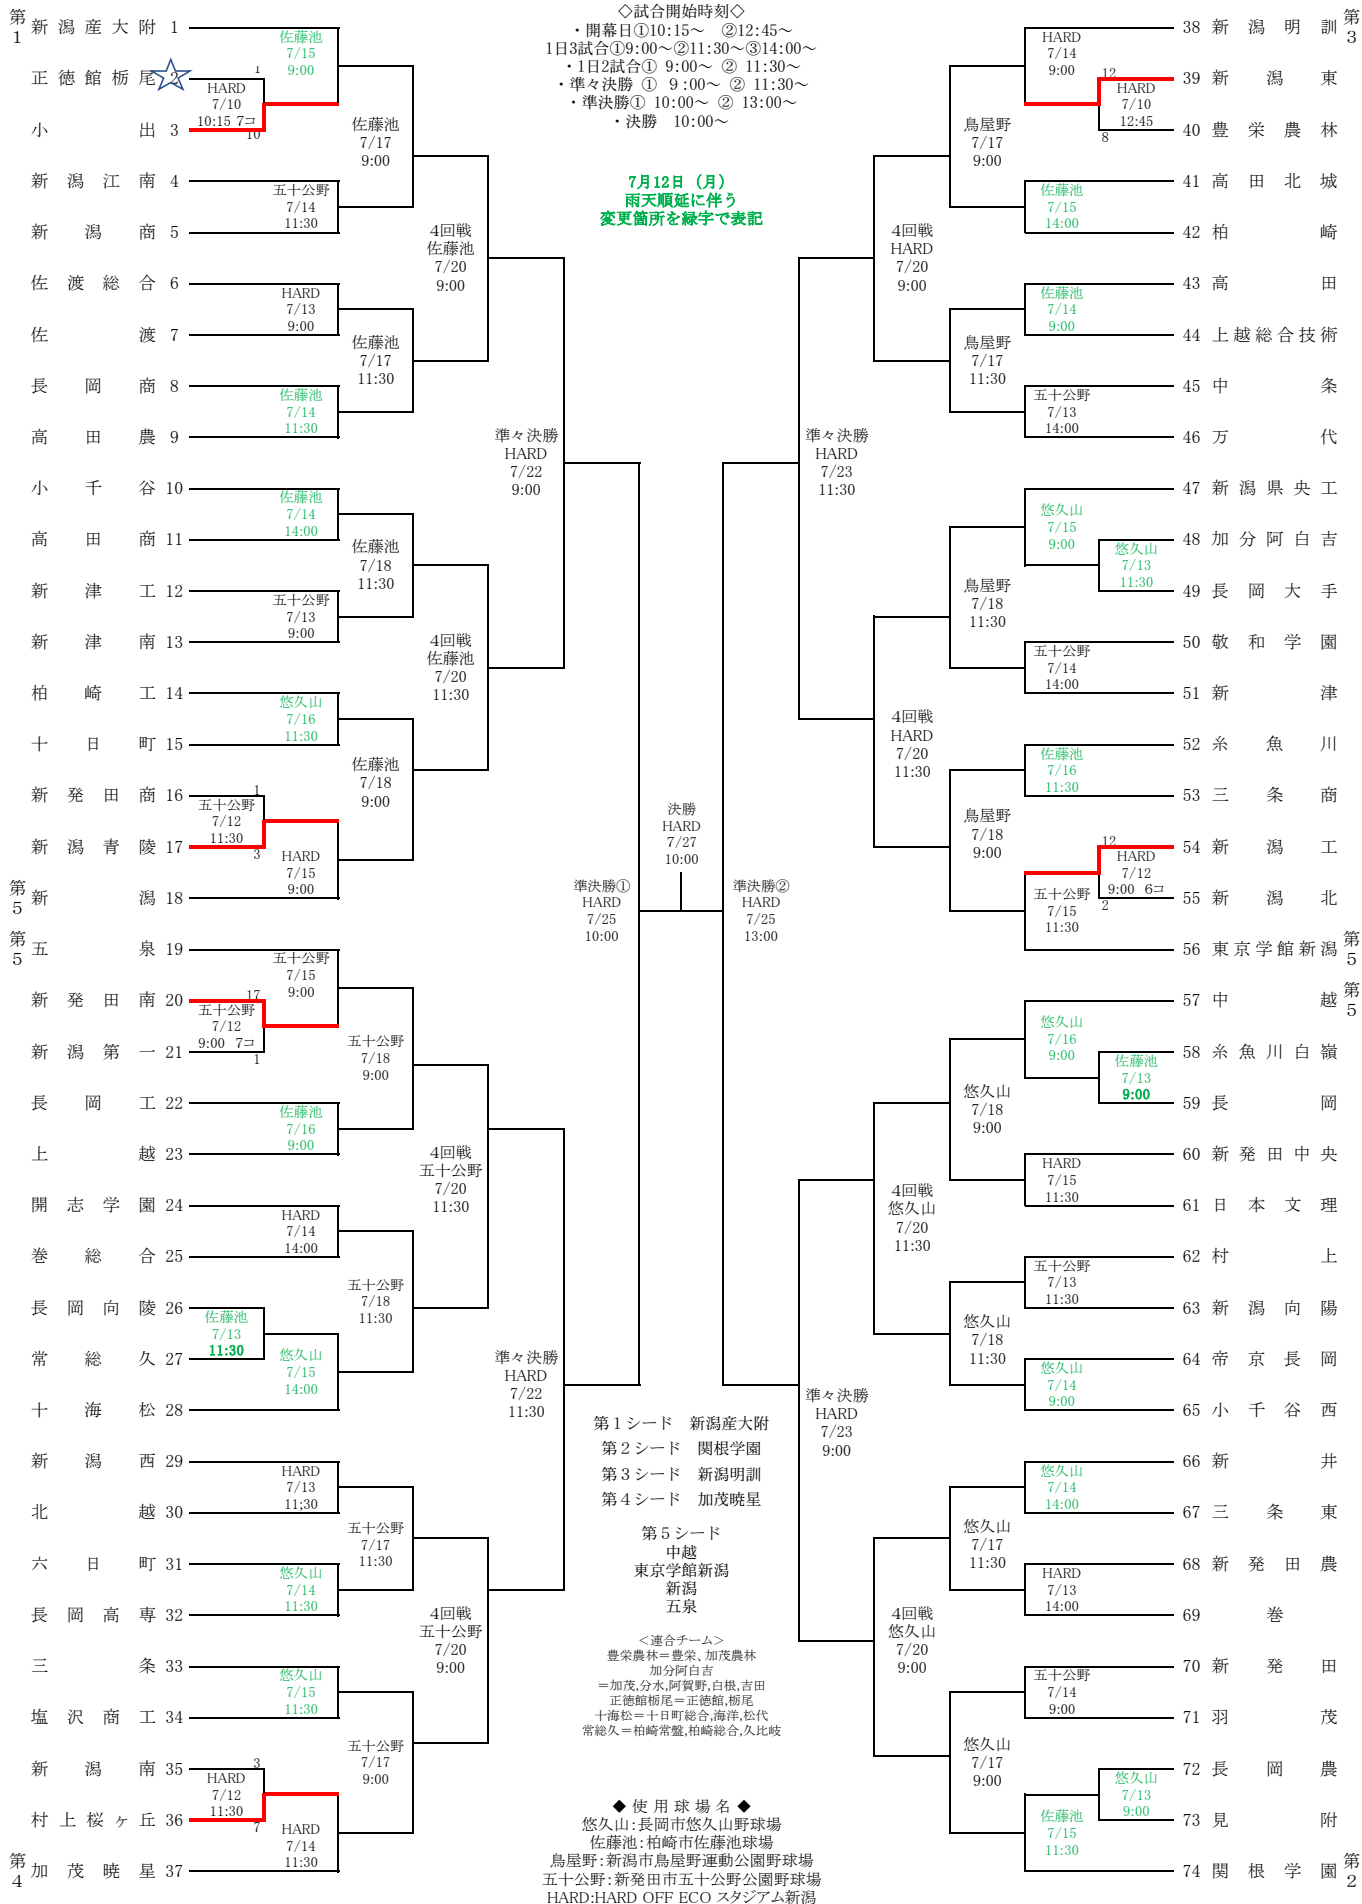 ◇試合開始時刻◇
・開幕日①10:15～　②12:45～
1日3試合①9:00～②11:30～③14:00～
・1日2試合① 9:00～ ② 11:30～
・準々決勝 ① 9:00～ ② 11:30～
・準決勝① 10:00～ ② 13:00～
・決勝　10:00～
7月12日（月）
雨天順延に伴う
変更箇所を緑字で表記
第1
新潟産大附 1
佐藤池
7/15
9:00
正徳館栃尾 2
1
HARD
7/10
10:15 7コ
小出 3
10
佐藤池
7/17
9:00
新潟江南 4
五十公野
7/14
11:30
新潟商 5
4回戦
佐藤池
7/20
9:00
佐渡総合 6
HARD
7/13
9:00
佐渡 7
佐藤池
7/17
11:30
長岡商 8
佐藤池
7/14
11:30
高田農 9
準々決勝
HARD
7/22
9:00
小千谷 10
佐藤池
7/14
14:00
高田商 11
佐藤池
7/18
11:30
新津工 12
五十公野
7/13
9:00
新津南 13
4回戦
佐藤池
7/20
11:30
柏崎工 14
悠久山
7/16
11:30
十日町 15
佐藤池
7/18
9:00
新発田商 16
1
五十公野
7/12
11:30
新潟青陵 17
3
HARD
7/15
9:00
第5
新潟 18
準決勝①
HARD
7/25
10:00
第5
五泉 19
五十公野
7/15
9:00
新発田南 20
17
五十公野
7/12
9:00 7コ
新潟第一 21
1
五十公野
7/18
9:00
長岡工 22
佐藤池
7/16
9:00
上越 23
4回戦
五十公野
7/20
11:30
開志学園 24
HARD
7/14
14:00
巻総合 25
五十公野
7/18
11:30
長岡向陵 26
佐藤池
7/13
11:30
常総久 27
悠久山
7/15
14:00
十海松 28
準々決勝
HARD
7/22
11:30
新潟西 29
HARD
7/13
11;30
北越 30
五十公野
7/17
11:30
六日町 31
悠久山
7/14
11:30
長岡高専 32
4回戦
五十公野
7/20
9:00
三条 33
悠久山
7/15
11:30
塩沢商工 34
五十公野
7/17
9:00
新潟南 35
3
HARD
7/12
11:30
村上桜ヶ丘 36
7
HARD
7/14
11:30
第4
加茂暁星 37
決勝
HARD
7/27
10:00
第3
38 新潟明訓
HARD
7/14
9:00
39 新潟東
12
HARD
7/10
12:45
40 豊栄農林
8
鳥屋野
7/17
9:00
41 高田北城
佐藤池
7/15
14:00
42 柏崎
4回戦
HARD
7/20
9:00
43 高田
佐藤池
7/14
9:00
44 上越総合技術
鳥屋野
7/17
11:30
45 中条
五十公野
7/13
14:00
46 万代
準々決勝
HARD
7/23
11:30
47 新潟県央工
悠久山
7/15
9:00
48 加分阿白吉
悠久山
7/13
11:30
49 長岡大手
鳥屋野
7/18
11:30
50 敬和学園
五十公野
7/14
14:00
51 新津
4回戦
HARD
7/20
11:30
52 糸魚川
佐藤池
7/16
11:30
53 三条商
鳥屋野
7/18
9:00
54 新潟工
12
HARD
7/12
9:00 6コ
55 新潟北
2
五十公野
7/15
11:30
56 東京学館新潟
第5
準決勝②
HARD
7/25
13:00
57 中越
第5
悠久山
7/16
9:00
58 糸魚川白嶺
佐藤池
7/13
9:00
59 長岡
悠久山
7/18
9:00
60 新発田中央
HARD
7/15
11:30
61 日本文理
4回戦
悠久山
7/20
11:30
62 村上
五十公野
7/13
11:30
63 新潟向陽
悠久山
7/18
11:30
64 帝京長岡
悠久山
7/14
9:00
65 小千谷西
準々決勝
HARD
7/23
9:00
66 新井
悠久山
7/14
14:00
67 三条東
悠久山
7/17
11:30
68 新発田農
HARD
7/13
14:00
69 巻
4回戦
悠久山
7/20
9:00
70 新発田
五十公野
7/14
9:00
71 羽茂
悠久山
7/17
9:00
72 長岡農
悠久山
7/13
9:00
73 見附
佐藤池
7/15
11:30
74 関根学園
第2
第１シード　新潟産大附
第２シード　関根学園
第３シード　新潟明訓
第４シード　加茂暁星
第５シード
中越
東京学館新潟
新潟
五泉
＜連合チーム＞
豊栄農林＝豊栄、加茂農林
加分阿白吉
＝加茂,分水,阿賀野,白根,吉田
正徳館栃尾＝正徳館,栃尾
十海松＝十日町総合,海洋,松代
常総久＝柏崎常盤,柏崎総合,久比岐
◆ 使 用 球 場 名 ◆
悠久山：長岡市悠久山野球場
佐藤池：柏崎市佐藤池球場
鳥屋野：新潟市鳥屋野運動公園野球場
五十公野：新発田市五十公野公園野球場
HARD:HARD OFF ECO スタジアム新潟